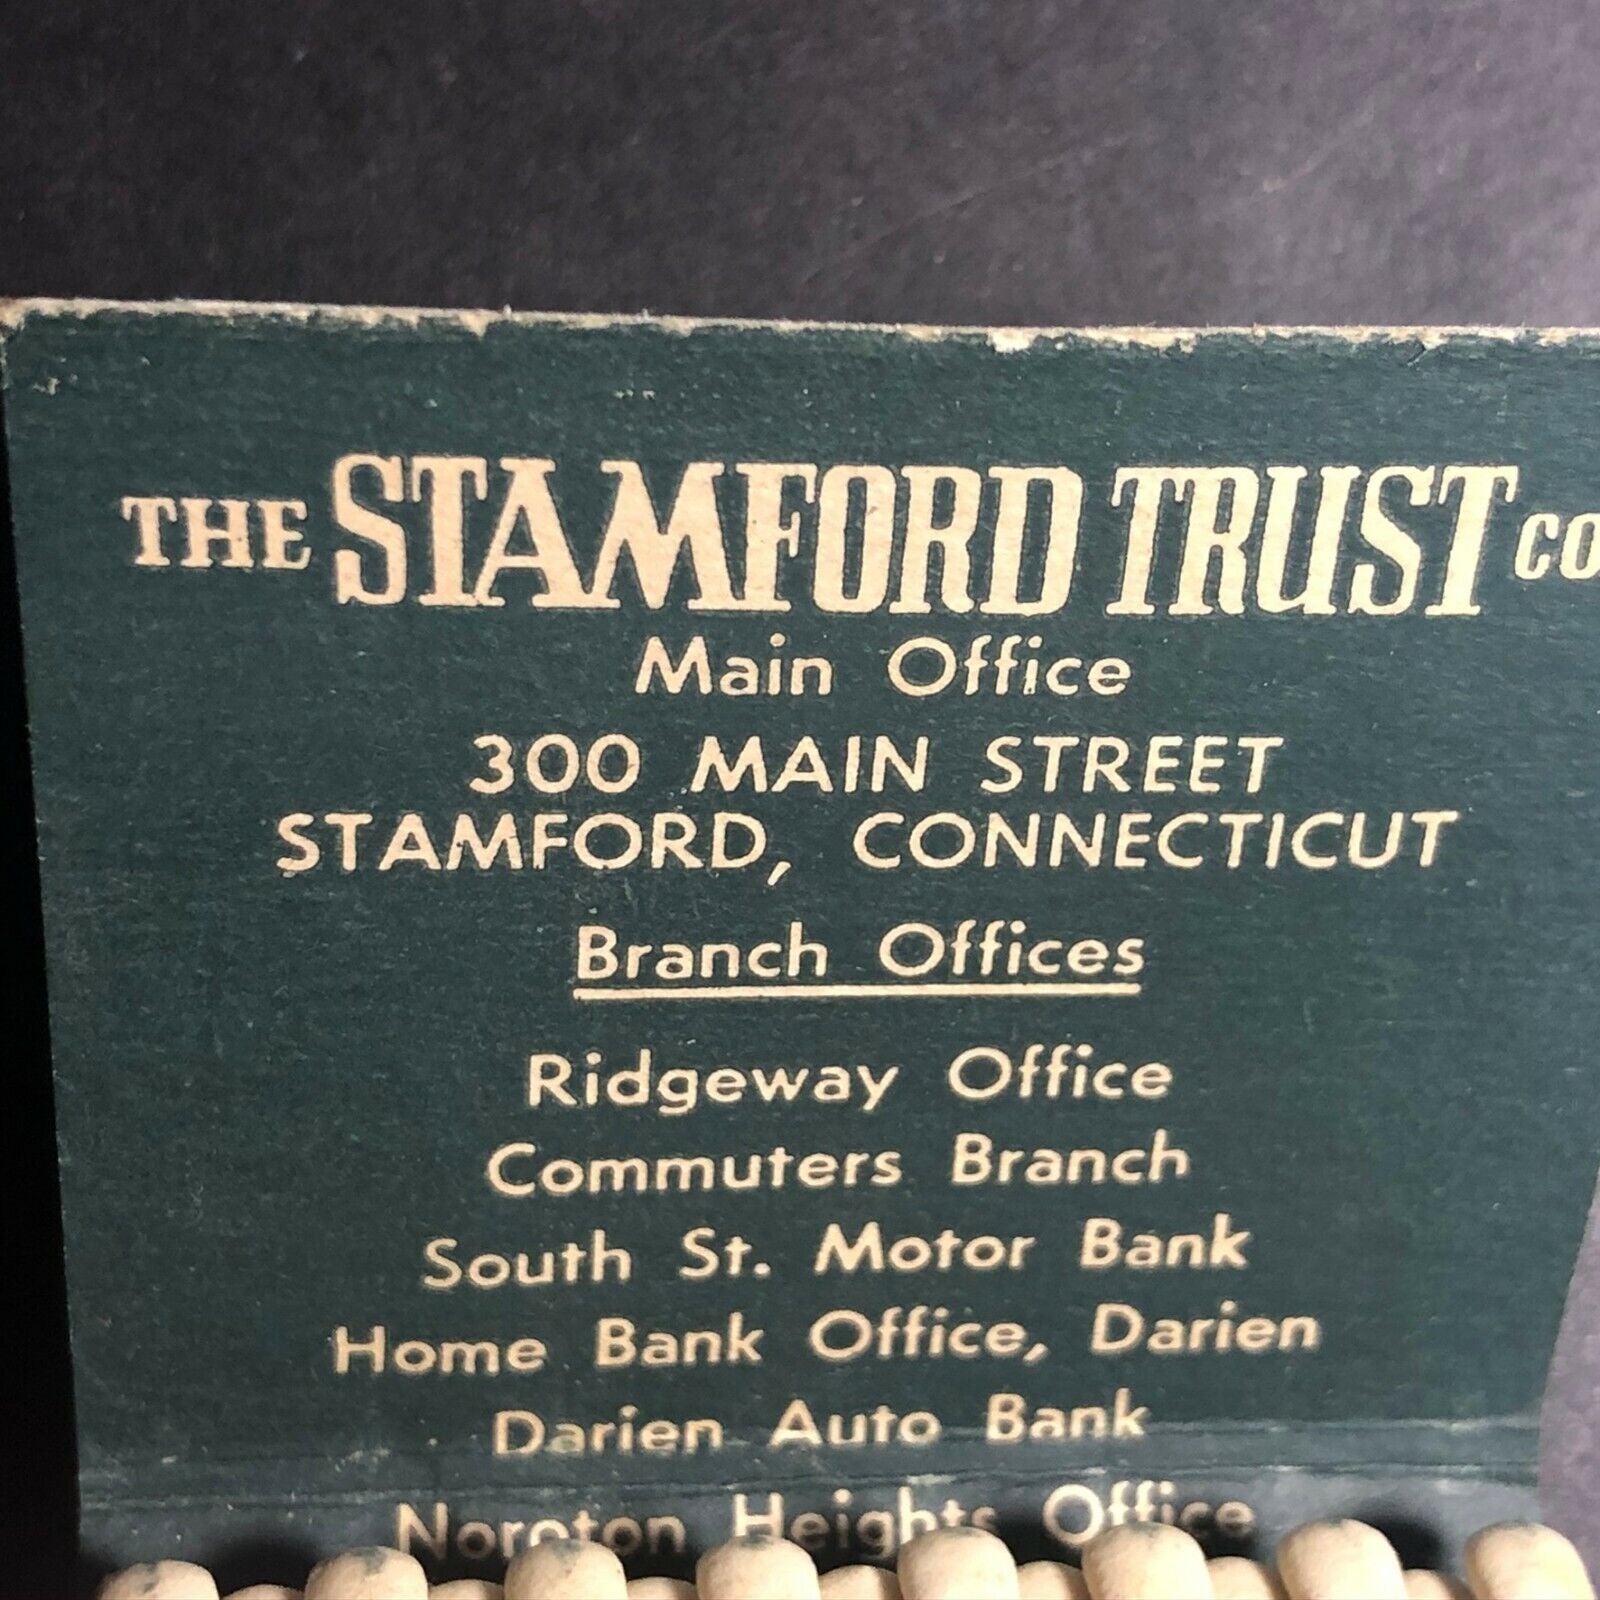 THE STAMFORD TRUST CO
Main Office
300 MAIN STREET
STAMFORD, CONNECTICUT
Branch Offices
Ridgeway Office
Commuters Branch
South St. Motor Bank
Home Bank Office, Darien
Darien Auto Bank
Noroton Heights Office